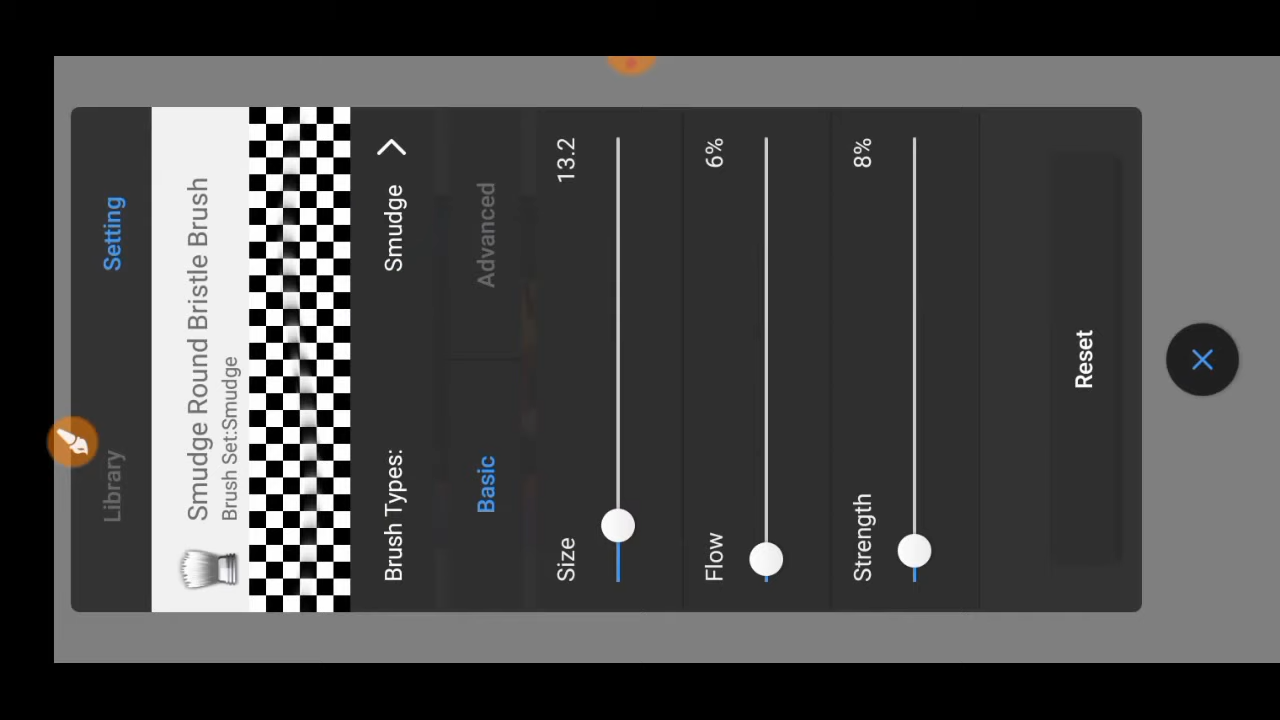 Library Setting
Smudge Round Bristle Brush
Brush Set:Smudge
Brush Types: Smudge
Basic Advanced
Size 13.2
Flow 6%
Strength 8%
Reset